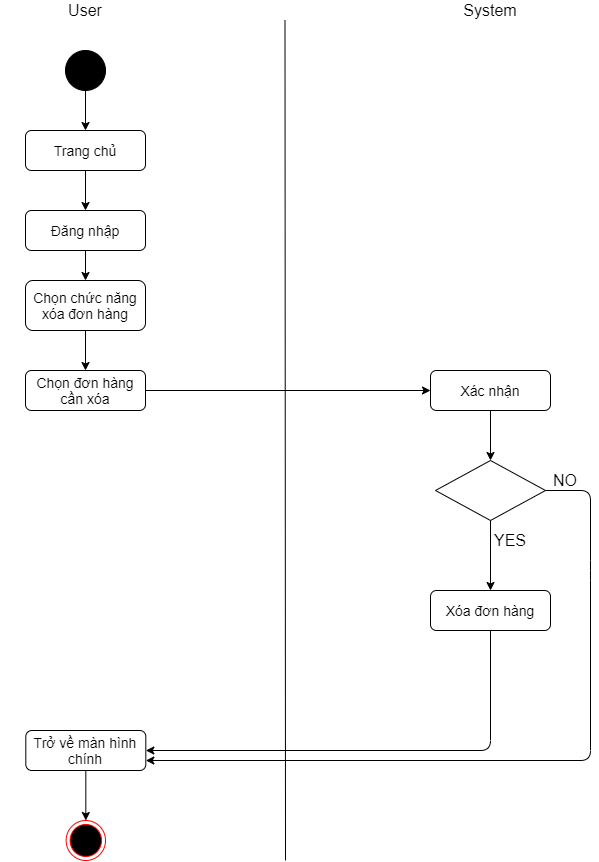 User
System
Trang chủ
Đăng nhập
Chọn chức năng
xóa đơn hàng
Chọn đơn hàng
cần xóa
Xác nhận
NO
YES
Xóa đơn hàng
Trở về màn hình
chính